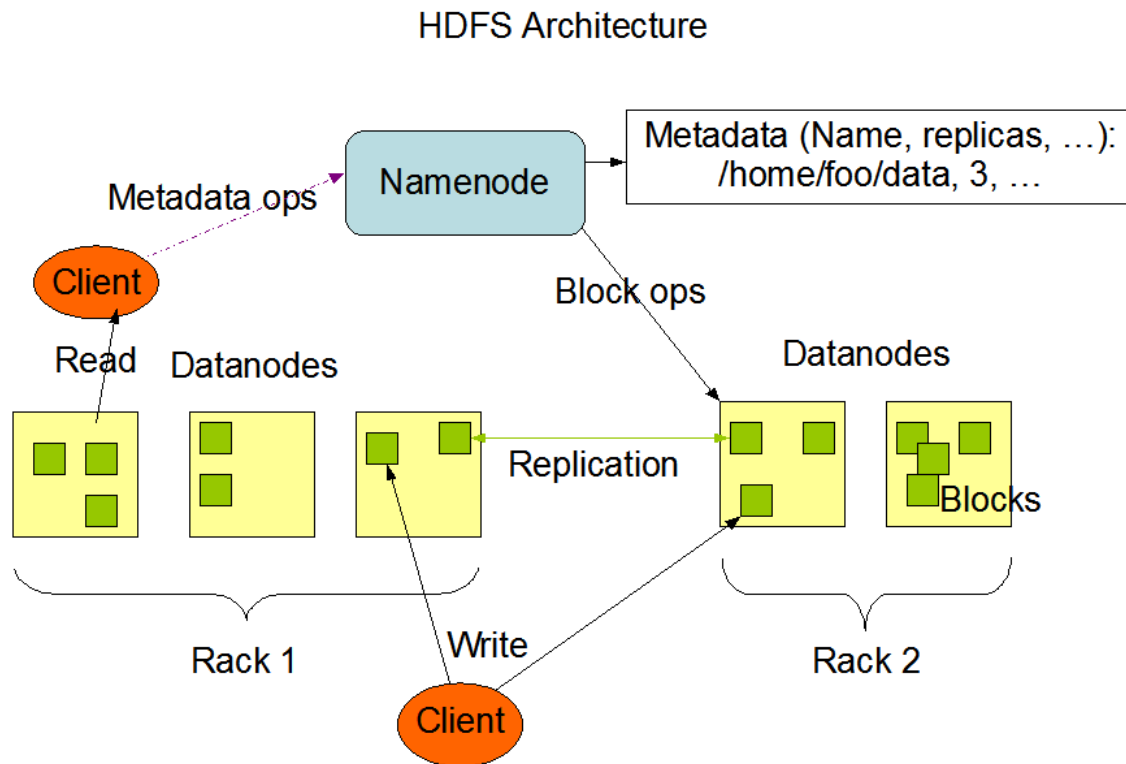 HDFS Architecture
Metadata (Name, replicas, …):
/home/foo/data, 3, …
Namenode
Metadata ops
Client
Block ops
Read
Datanodes
Datanodes
Replication
Blocks
Rack 1
Write
Rack 2
Client